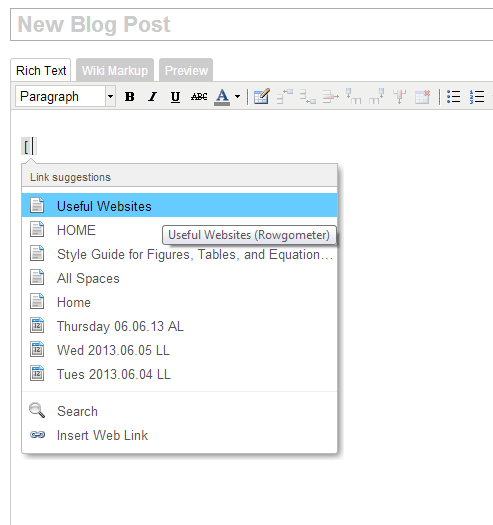 New Blog Post
Rich Text Wiki Markup Preview
Paragraph B I U ABC A
[
Link suggestions
Useful Websites
HOME
Useful Websites (Rowgometer)
Style Guide for Figures, Tables, and Equation...
All Spaces
Home
Thursday 06.06.13 AL
Wed 2013.06.05 LL
Tues 2013.06.04 LL
Search
Insert Web Link